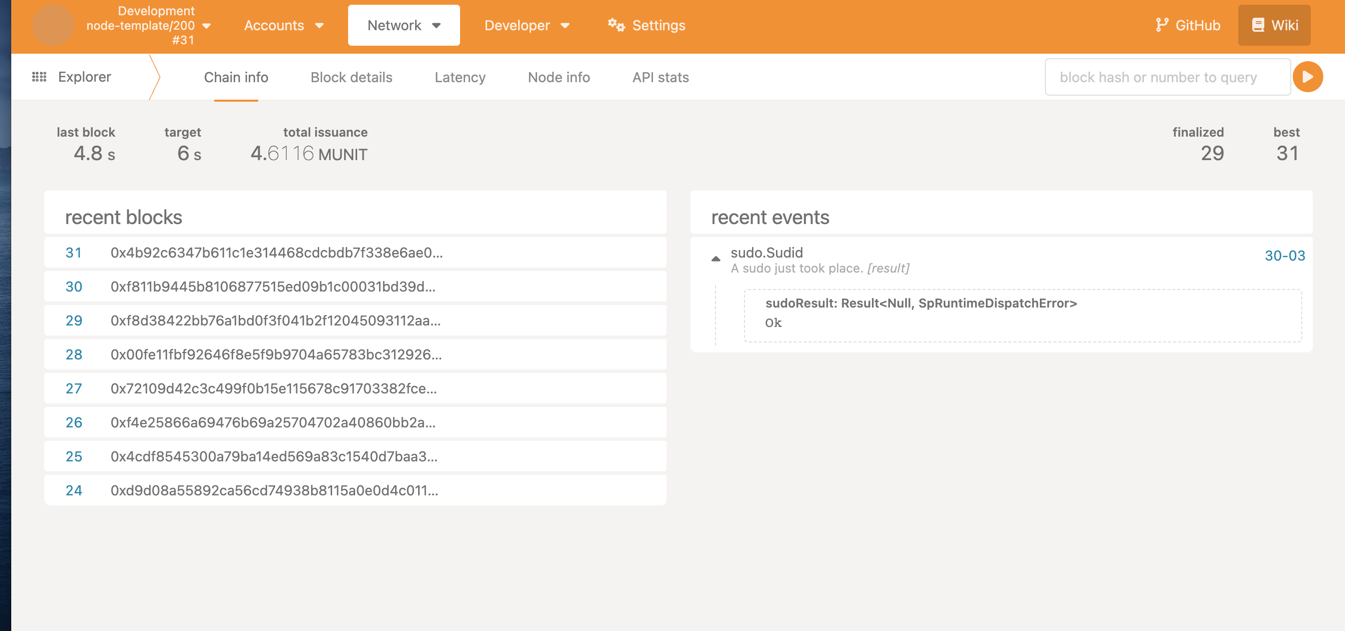 Development
node-template/200
#31
Accounts
Network
Developer
Settings
GitHub
Wiki
Explorer
Chain info
Block details
Latency
Node info
API stats
block hash or number to query
last block
4.8 s
target
6 s
total issuance
4.6116 MUNIT
finalized
29
best
31
recent blocks
31 0x4b92c6347b611c1e314468cdcbdb7f338e6ae0...
30 0xf811b9445b8106877515ed09b1c00031bd39d...
29 0xf8d38422bb76a1bd0f3f041b2f12045093112aa...
28 0x00fe11fbf92646f8e5f9b9704a65783bc312926...
27 0x72109d42c3c499f0b15e115678c91703382fce...
26 0xf4e25866a69476b69a25704702a40860bb2a...
25 0x4cdf8545300a79ba14ed569a83c1540d7baa3...
24 0xd9d08a55892ca56cd74938b8115a0e0d4c011...
recent events
sudo.Sudid
30-03
A sudo just took place. [result]
sudoResult: Result<Null, SpRuntimeDispatchError>
Ok